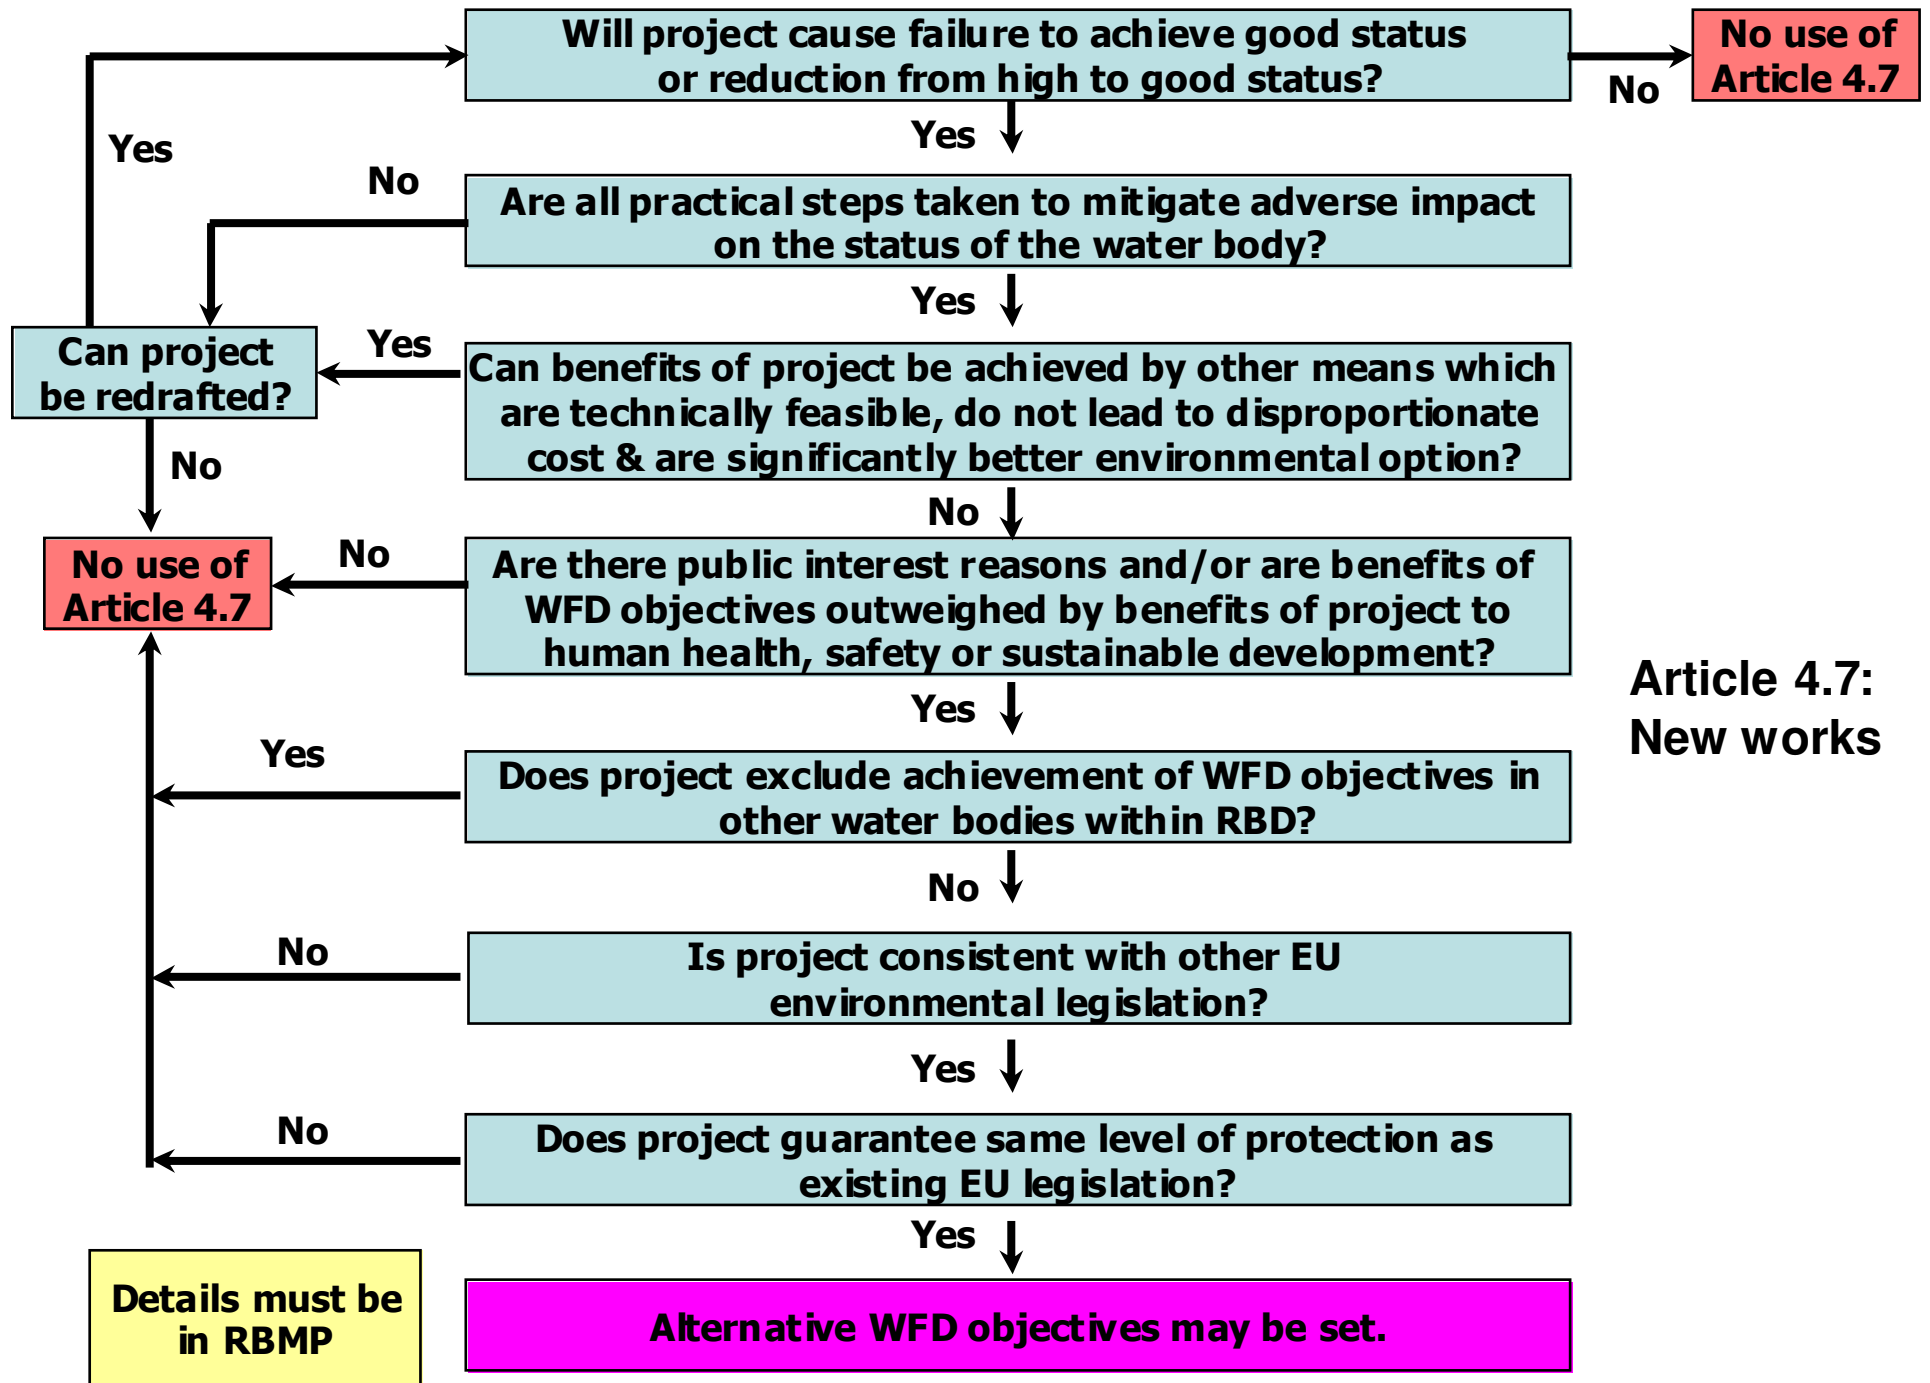 Will project cause failure to achieve good status
or reduction from high to good status?
No
No use of
Article 4.7
Yes
Yes
No
Are all practical steps taken to mitigate adverse impact
on the status of the water body?
Yes
Can project
be redrafted?
Yes
Can benefits of project be achieved by other means which
are technically feasible, do not lead to disproportionate
cost & are significantly better environmental option?
No
No
No use of
Article 4.7
No
Are there public interest reasons and/or are benefits of
WFD objectives outweighed by benefits of project to
human health, safety or sustainable development?
Article 4.7:
New works
Yes
Yes
Does project exclude achievement of WFD objectives in
other water bodies within RBD?
No
No
Is project consistent with other EU
environmental legislation?
Yes
No
Does project guarantee same level of protection as
existing EU legislation?
Yes
Details must be
in RBMP
Alternative WFD objectives may be set.